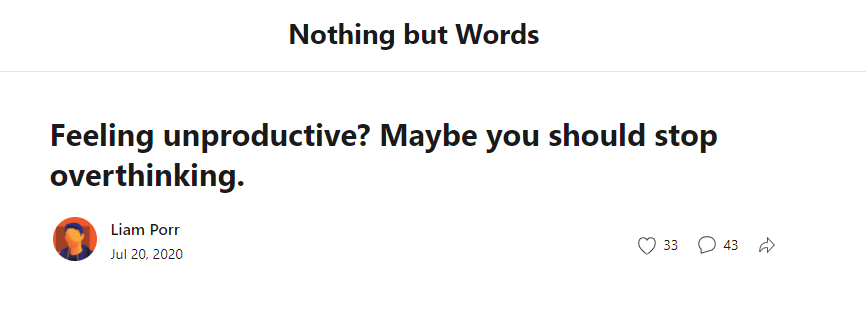 Nothing but Words
Feeling unproductive? Maybe you should stop
overthinking.
Liam Porr
Jul 20, 2020
33
43